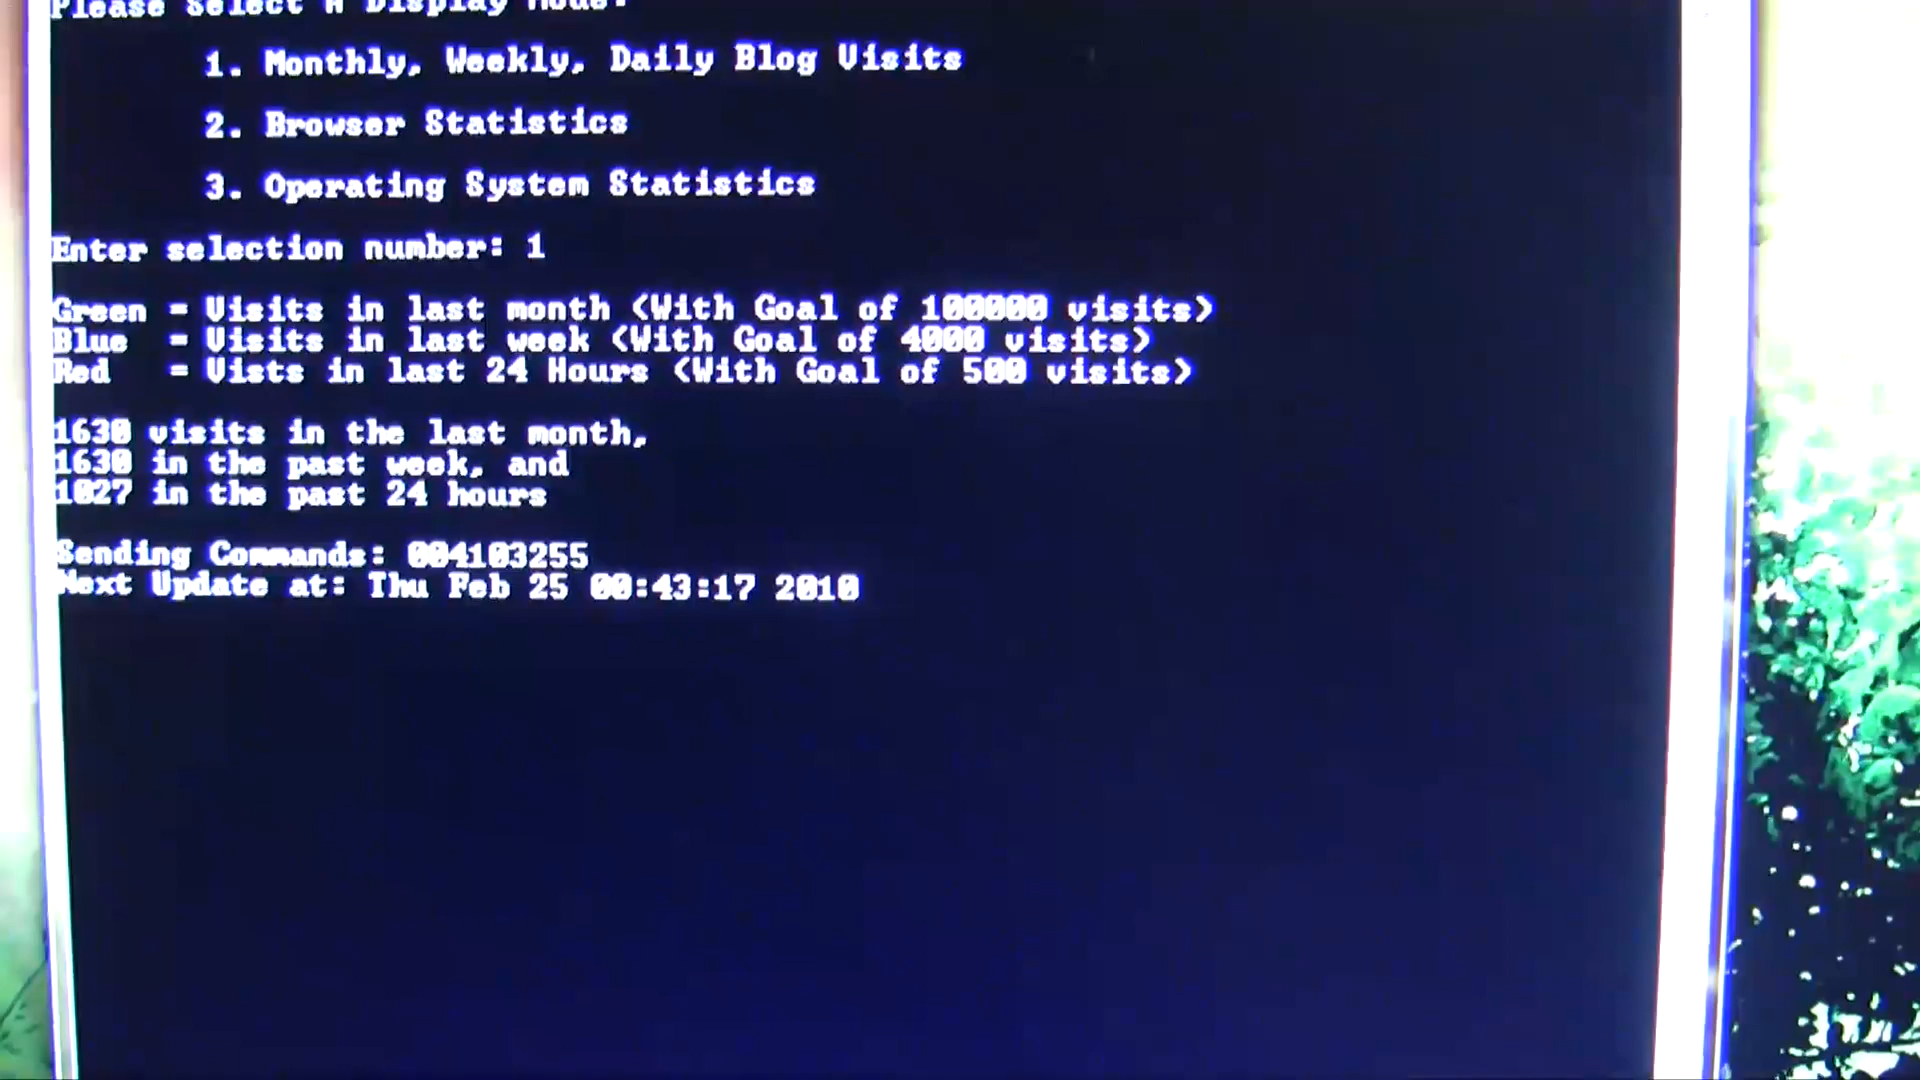 Please Select A Display Mode:
1. Monthly, Weekly, Daily Blog Visits
2. Browser Statistics
3. Operating System Statistics
Enter selection number: 1
Green = Visits in last month (With Goal of 100000 visits)
Blue = Visits in last week (With Goal of 4000 visits)
Red = Vists in last 24 Hours (With Goal of 500 visits)
1630 visits in the last month,
1630 in the past week, and
1027 in the past 24 hours
Sending Commands: 004103255
Next Update at: Thu Feb 25 00:43:17 2010